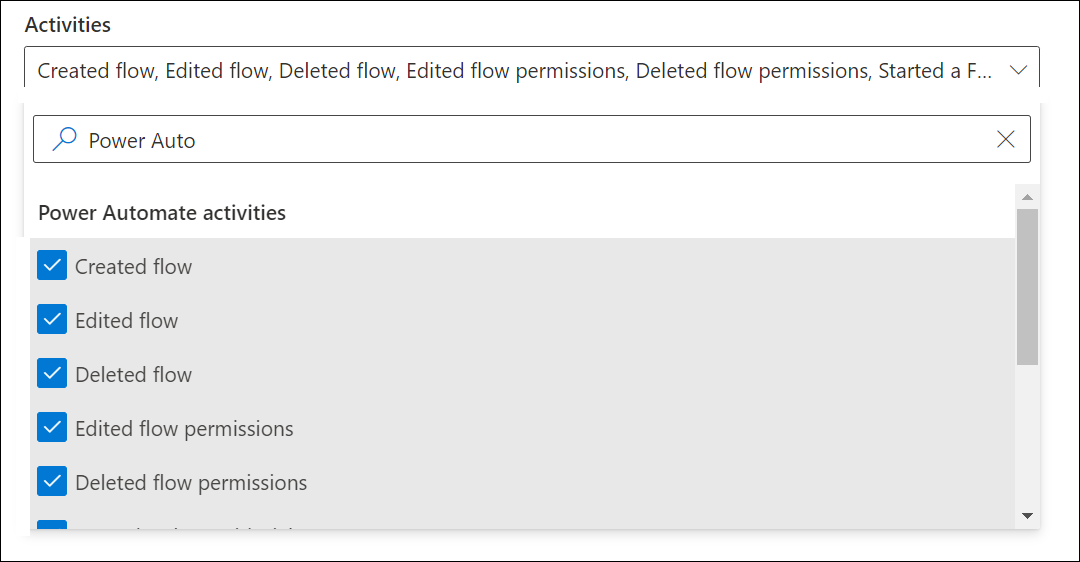 Activities
Created flow, Edited flow, Deleted flow, Edited flow permissions, Deleted flow permissions, Started a F...
Power Auto
Power Automate activities
Created flow
Edited flow
Deleted flow
Edited flow permissions
Deleted flow permissions